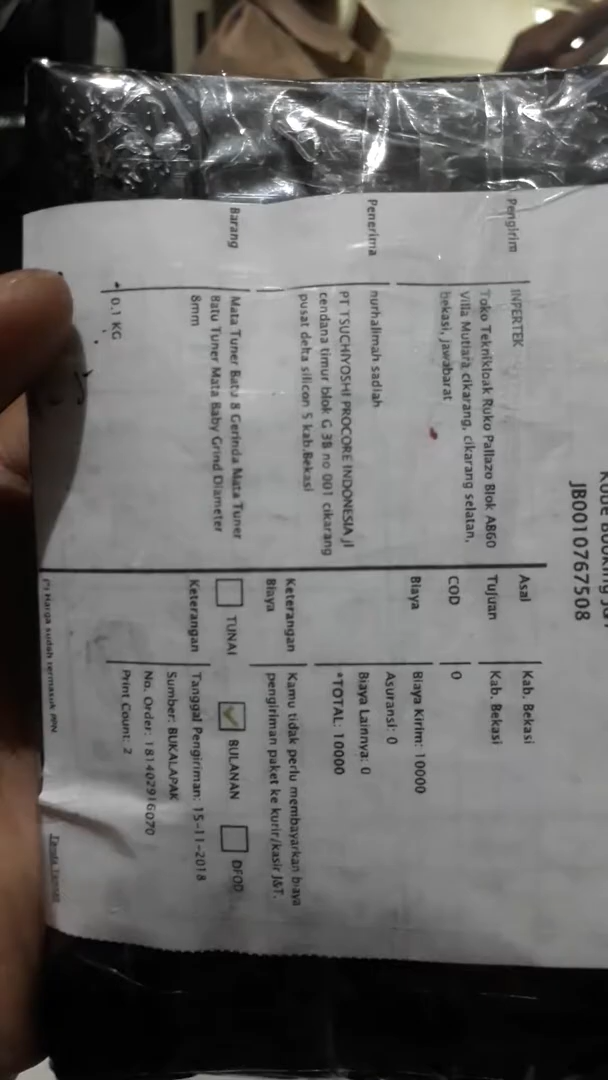 Kode Booking J&T
JB0010767508
Pengirim
INPERTEK
Toko Teknikloak Ruko Pallazo Blok AB60
Villa Mutiara cikarang, cikarang selatan,
bekasi, jawabarat
Penerima
nurhalimah sadiah
PT TSUCHIYOSHI PROCORE INDONESIA jl
cendana timur blok G 3B no 001 cikarang
pusat delta silicon 5 kab.Bekasi
Barang
Mata Tuner Batu 8 Gerinda Mata Tuner
Batu Tuner Mata Baby Grind Diameter
8mm
* 0,1 KG
Asal Kab. Bekasi
Tujuan Kab. Bekasi
COD 0
Biaya Biaya Kirim: 10000
Asuransi: 0
Biaya Lainnya: 0
*TOTAL: 10000
Keterangan Kamu tidak perlu membayarkan biaya
Biaya pengiriman paket ke kurir/kasir J&T.
TUNAI BULANAN DFOD
Keterangan Tanggal Pengiriman: 15-11-2018
Sumber: BUKALAPAK
No. Order: 181402916070
Print Count: 2
(*) Harga sudah termasuk PPN
Tanda Tangan